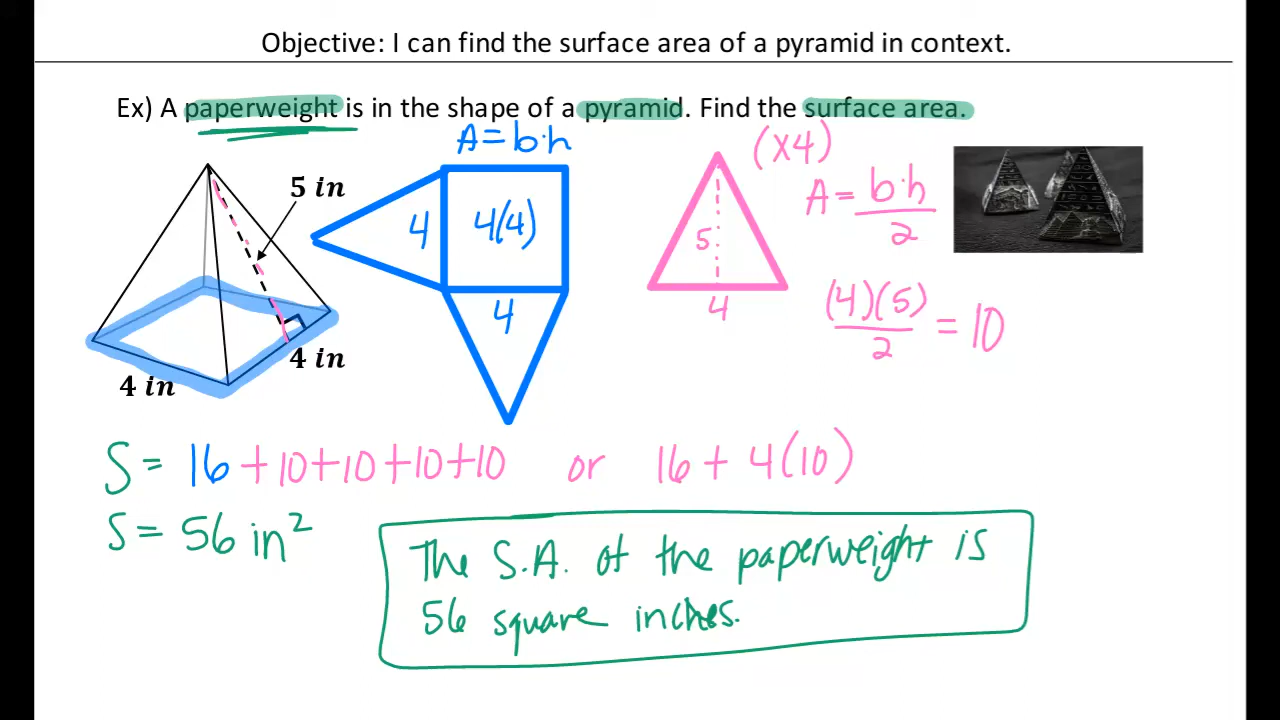 Objective: I can find the surface area of a pyramid in context.
Ex) A paperweight is in the shape of a pyramid. Find the surface area.
5 in
4 in
4 in
A = b·h
4
4(4)
4
(x4)
5
4
A = b·h / 2
(4)(5) / 2 = 10
S = 16 + 10 + 10 + 10 + 10 or 16 + 4(10)
S = 56 in²
The S.A. of the paperweight is
56 square inches.